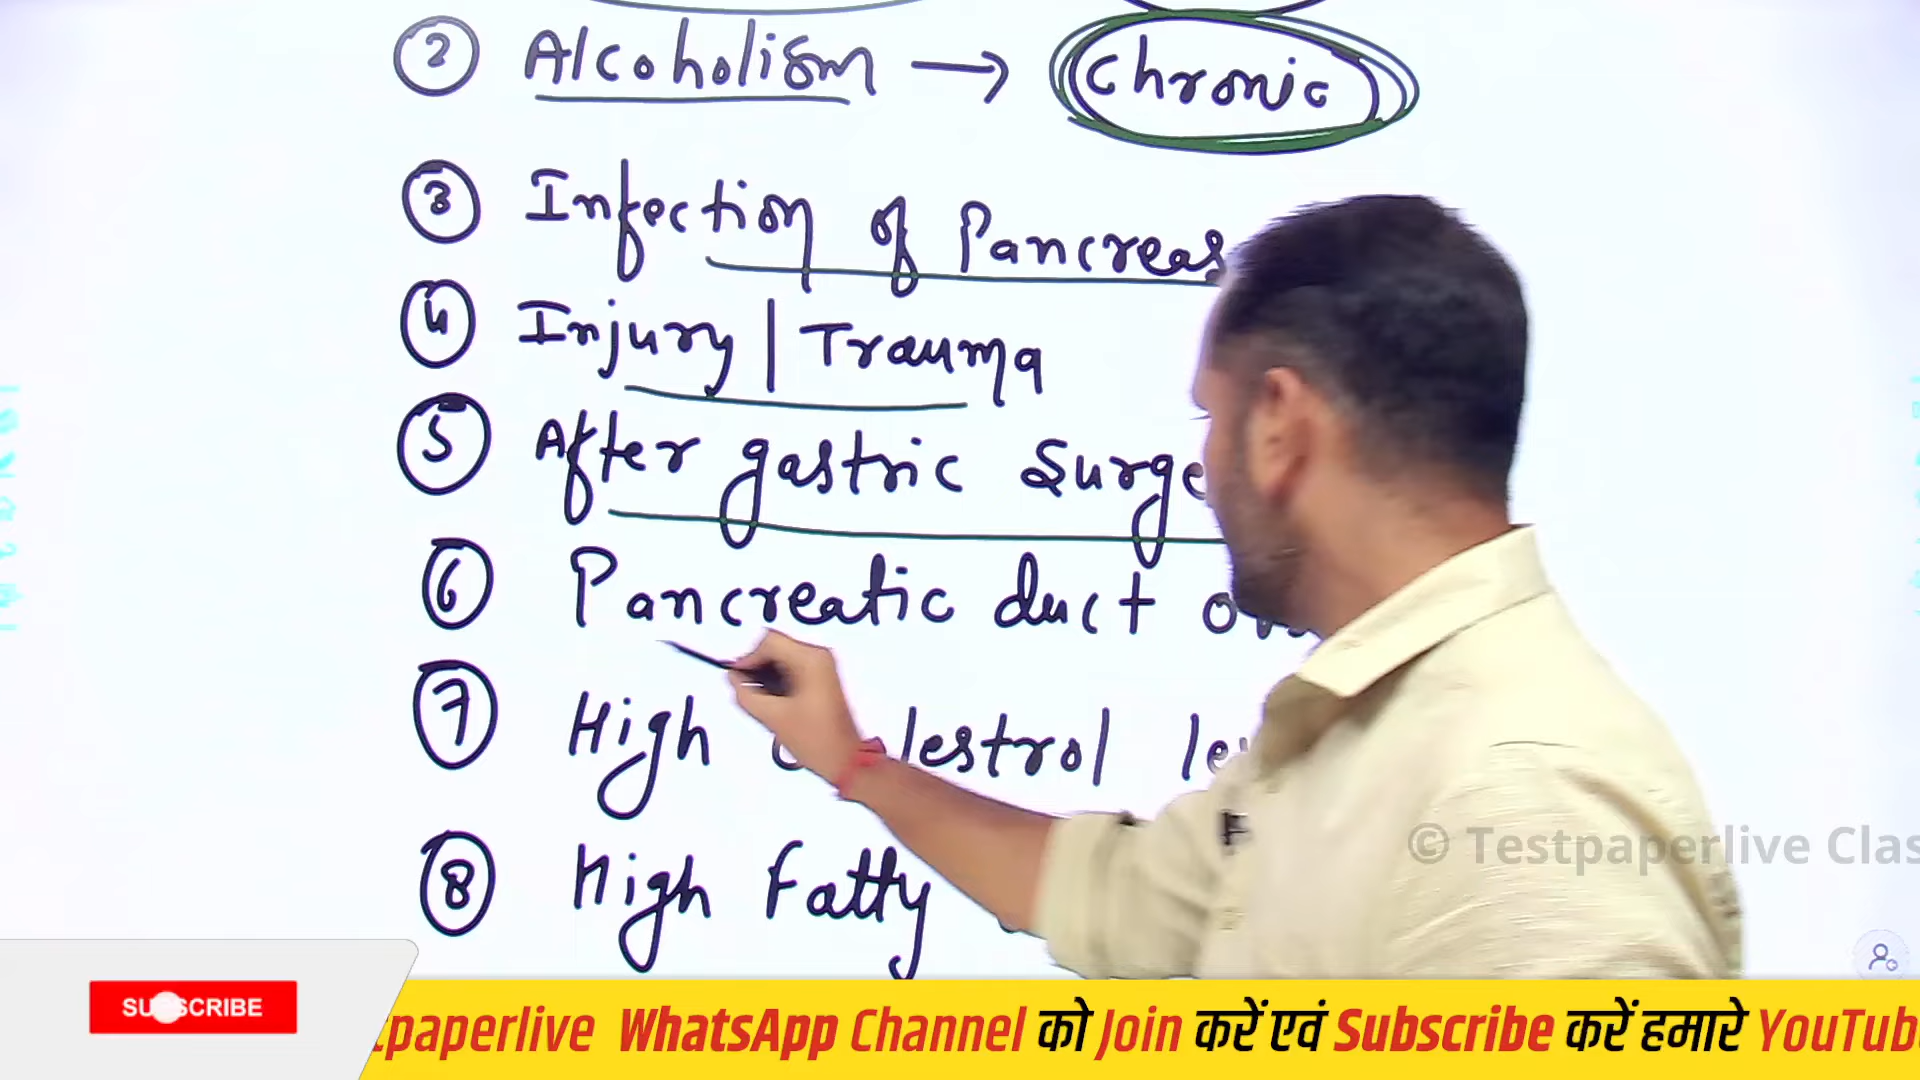 2 Alcoholism → Chronic
3 Infection of Pancreas
4 Injury | Trauma
5 After gastric Surge
6 Pancreatic duct
7 High lestrol
8 High Fatty
© Testpaperlive Clas
SUBSCRIBE
tpaperlive WhatsApp Channel को Join करें एवं Subscribe करें हमारे YouTub